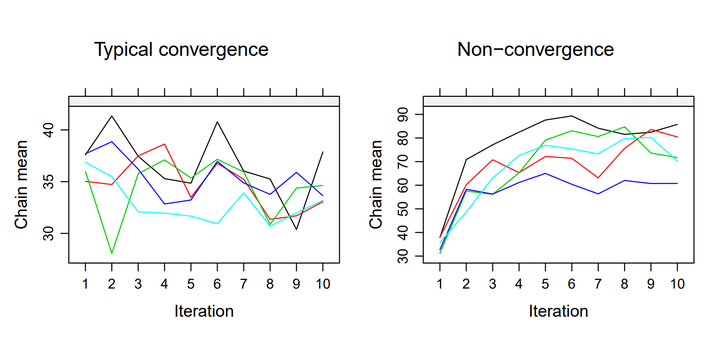 Typical convergence
Chain mean
40
35
30
1 2 3 4 5 6 7 8 9 10
Iteration
Non−convergence
Chain mean
90
80
70
60
50
40
30
1 2 3 4 5 6 7 8 9 10
Iteration